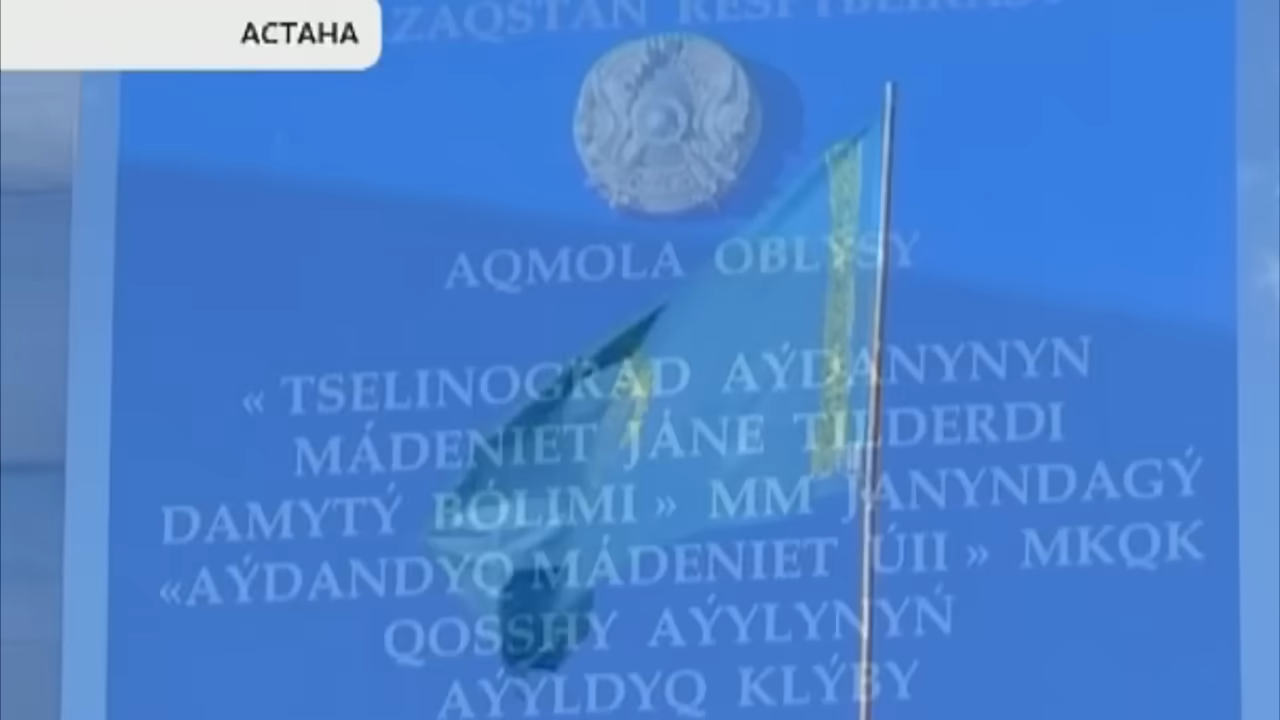 АСТАНА
AQMOLA OBLYSY
« TSELINOGRAD AÝDANYNYN
MÁDENIET JÁNE TILDERDI
DAMYTÝ BÓLIMI » MM JANYNDAGÝ
«AÝDANDYQ MÁDENIET ÚII » MKQK
QOSSHY AÝYLYNYŃ
AÝYLDYQ KLÝBY